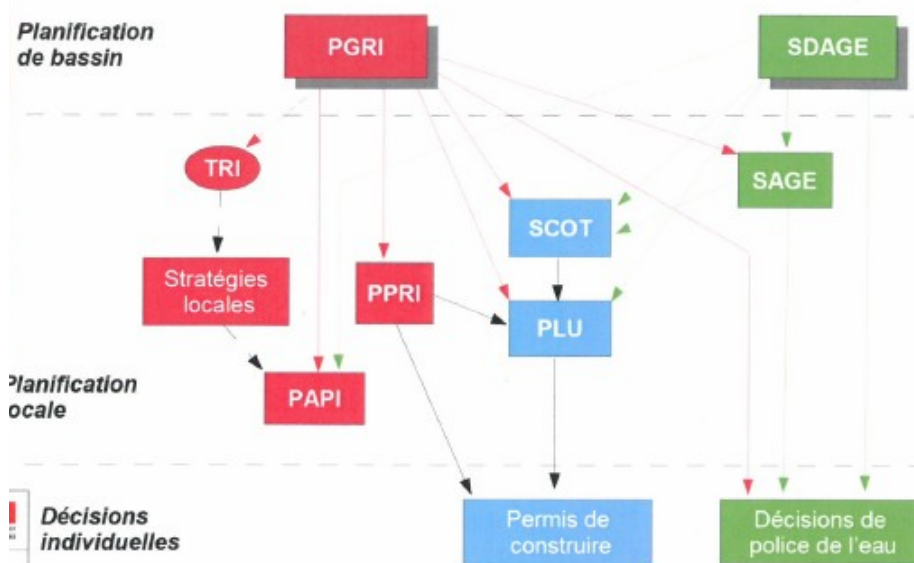 Planification
de bassin
PGRI
SDAGE
TRI
SAGE
SCOT
Stratégies
locales
PPRI
PLU
Planification
locale
PAPI
Décisions
individuelles
Permis de
construire
Décisions de
police de l'eau